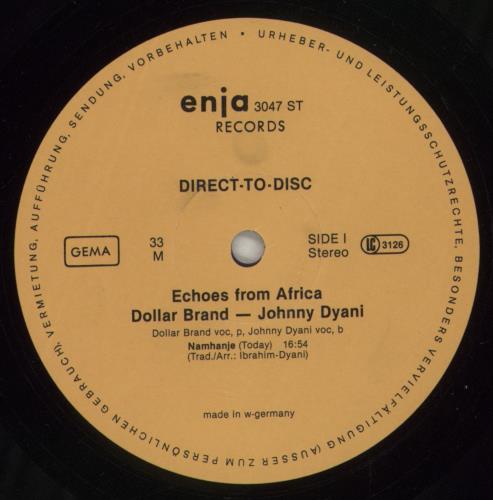 URHEBER- UND LEISTUNGSSCHUTZRECHTE, BESONDERS VERVIELFÄLTIGUNG (AUSSER ZUM PERSÖNLICHEN GEBRAUCH), VERMIETUNG, AUFFÜHRUNG, SENDUNG, VORBEHALTEN •
enja 3047 ST
RECORDS
DIRECT-TO-DISC
GEMA
33
M
SIDE I
Stereo
LC 3126
Echoes from Africa
Dollar Brand — Johnny Dyani
Dollar Brand voc, p, Johnny Dyani voc, b
Namhanje (Today) 16:54
(Trad./Arr.: Ibrahim-Dyani)
made in w-germany